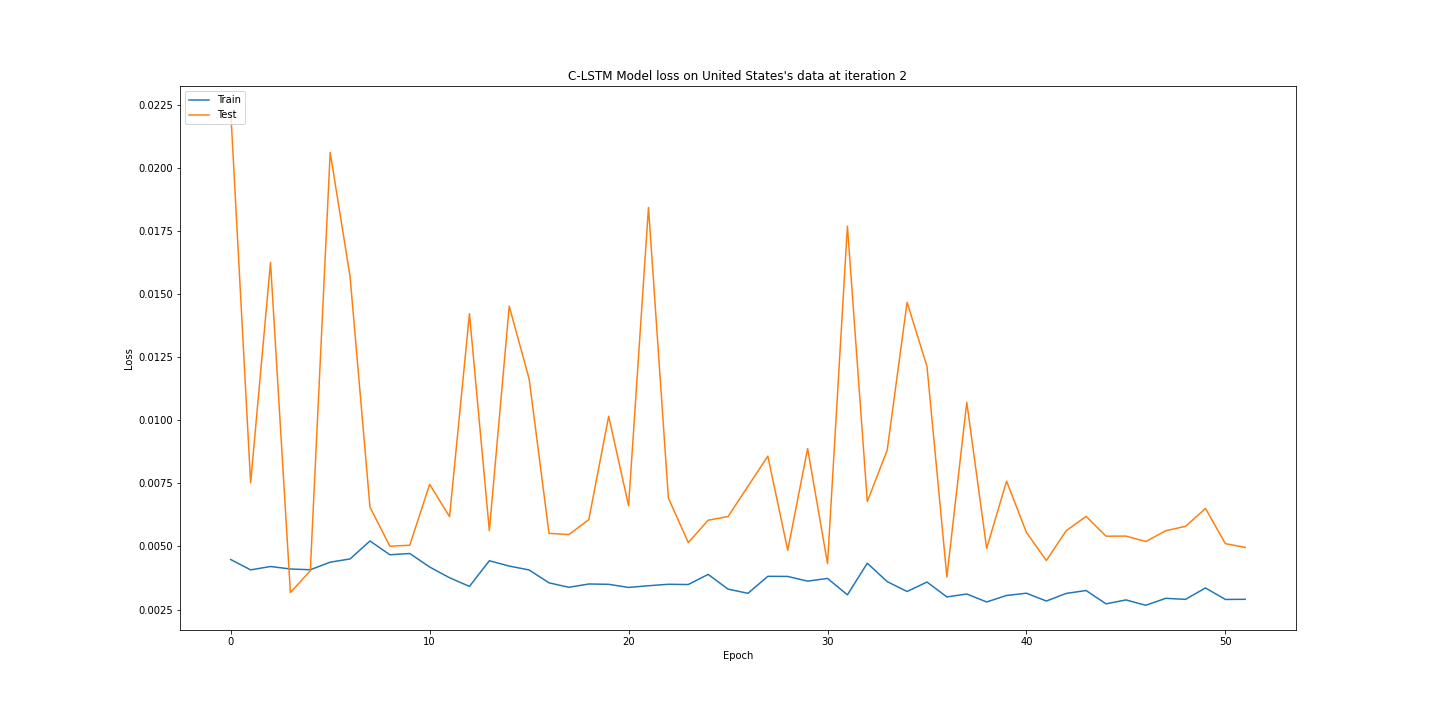 C-LSTM Model loss on United States's data at iteration 2
Train
Test
0.0225
0.0200
0.0175
0.0150
0.0125
0.0100
0.0075
0.0050
0.0025
Loss
0 10 20 30 40 50
Epoch